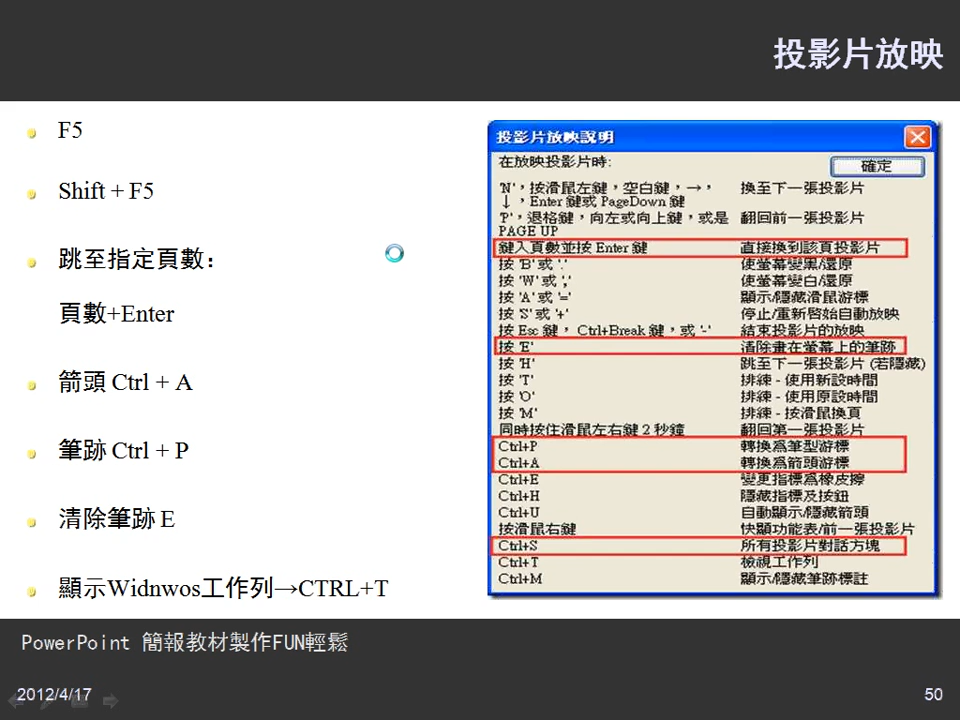 投影片放映
F5
Shift + F5
跳至指定頁數：
頁數+Enter
箭頭 Ctrl + A
筆跡 Ctrl + P
清除筆跡 E
顯示Widnwos工作列→CTRL+T
投影片放映說明
在放映投影片時:
確定
'N'，按滑鼠左鍵，空白鍵，→， 換至下一張投影片
↓，Enter 鍵或 PageDown 鍵
'P'，退格鍵，向左或向上鍵，或是 翻回前一張投影片
PAGE UP
鍵入頁數並按 Enter 鍵 直接換到該頁投影片
按 'B' 或 '.' 使螢幕變黑/還原
按 'W' 或 ',' 使螢幕變白/還原
按 'A' 或 '=' 顯示/隱藏滑鼠游標
按 'S' 或 '+' 停止/重新啓始自動放映
按 Esc 鍵， Ctrl+Break 鍵，或 '-' 結束投影片的放映
按 'E' 清除畫在螢幕上的筆跡
按 'H' 跳至下一張投影片 (若隱藏)
按 'T' 排練 - 使用新設時間
按 'O' 排練 - 使用原設時間
按 'M' 排練 - 按滑鼠換頁
同時按住滑鼠左右鍵 2 秒鐘 翻回第一張投影片
Ctrl+P 轉換爲筆型游標
Ctrl+A 轉換爲箭頭游標
Ctrl+E 變更指標爲橡皮擦
Ctrl+H 隱藏指標及按鈕
Ctrl+U 自動顯示/隱藏箭頭
按滑鼠右鍵 快顯功能表/前一張投影片
Ctrl+S 所有投影片對話方塊
Ctrl+T 檢視工作列
Ctrl+M 顯示/隱藏筆跡標註
PowerPoint 簡報教材製作FUN輕鬆
2012/4/17
50